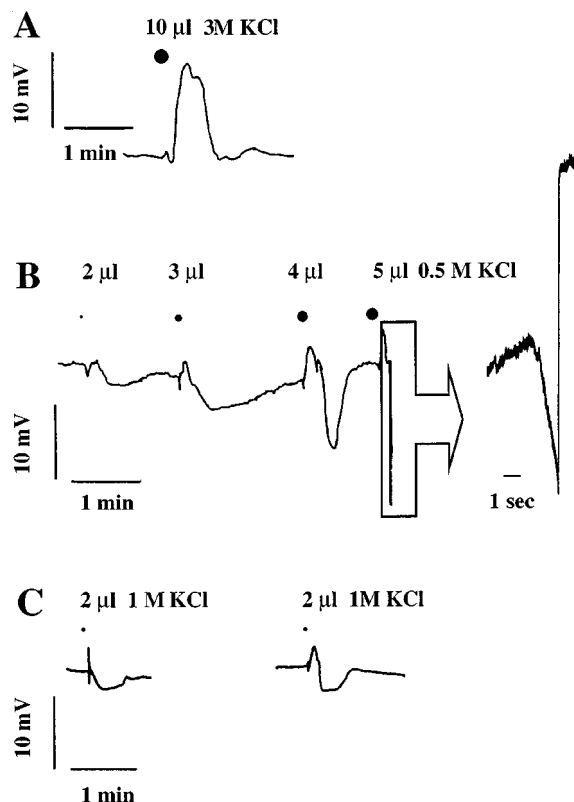 A
10 µl 3M KCl
10 mV
1 min
B
2 µl 3 µl 4 µl 5 µl 0.5 M KCl
10 mV
1 min
1 sec
C
2 µl 1 M KCl 2 µl 1M KCl
10 mV
1 min